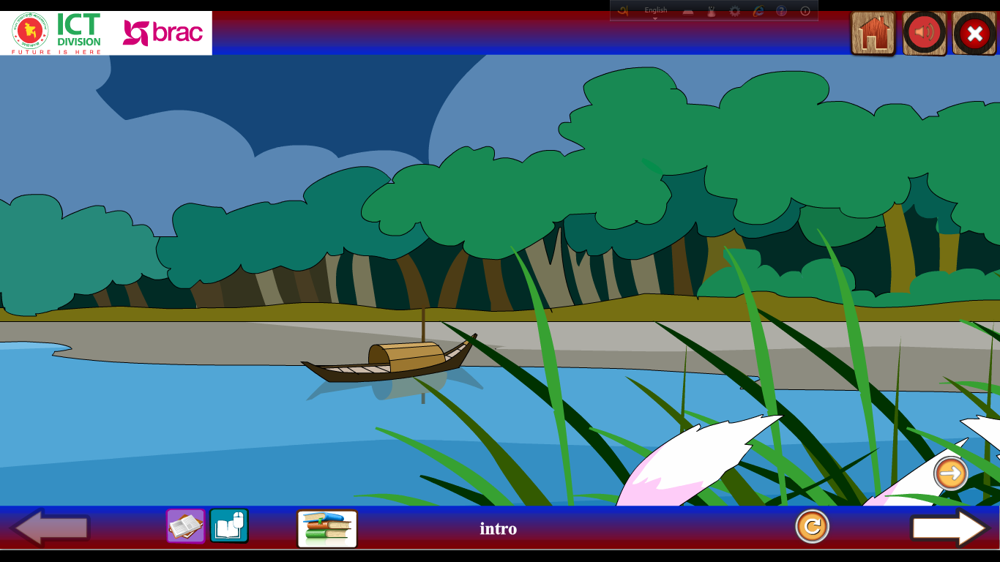 English
ICT
DIVISION
FUTURE IS HERE
brac
intro